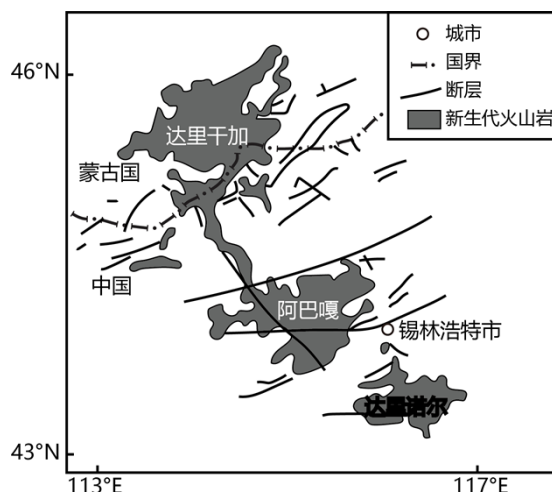 城市
国界
断层
新生代火山岩
46°N
达里干加
蒙古国
中国
阿巴嘎
锡林浩特市
达里诺尔
43°N
113°E
117°E